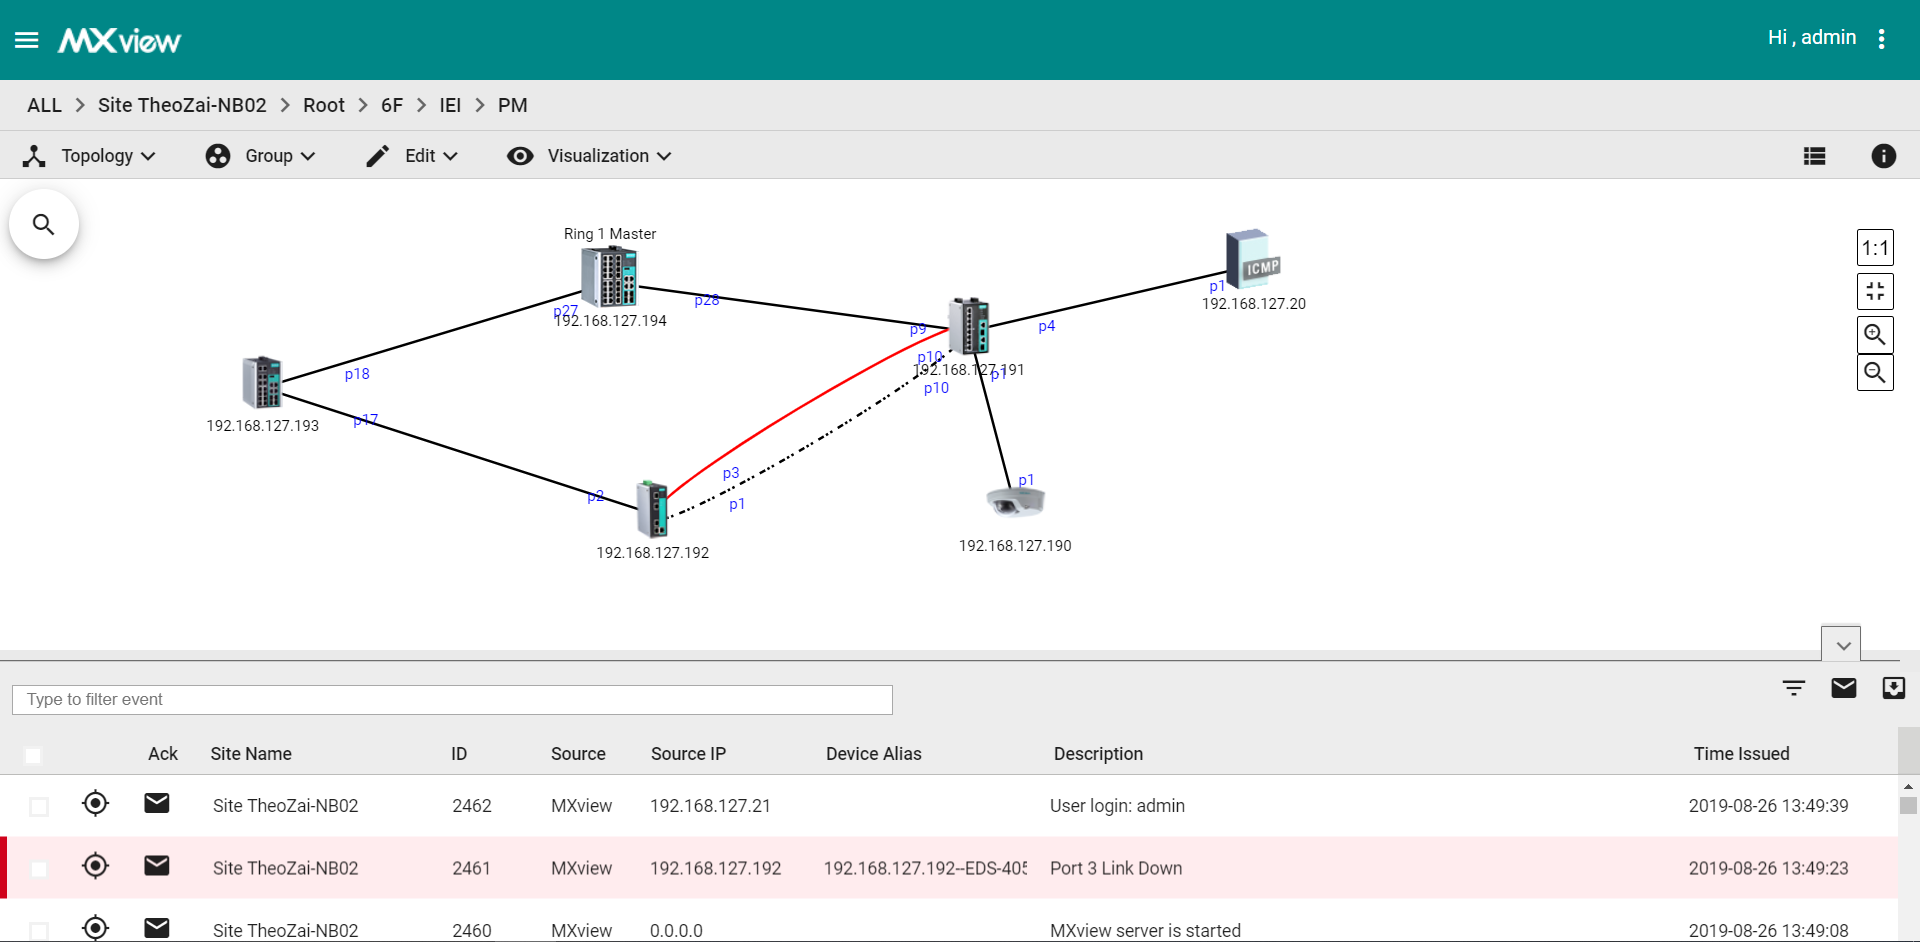 MXview
Hi , admin
ALL > Site TheoZai-NB02 > Root > 6F > IEI > PM
Topology
Group
Edit
Visualization
Ring 1 Master
ICMP
1:1
p28
p27
192.168.127.194
p1
192.168.127.20
p9
p4
p10
192.168.127.191
p1
p10
p18
p17
192.168.127.193
p3
p1
p2
p1
192.168.127.192
192.168.127.190
Type to filter event
Ack Site Name ID Source Source IP Device Alias Description Time Issued
Site TheoZai-NB02 2462 MXview 192.168.127.21 User login: admin 2019-08-26 13:49:39
Site TheoZai-NB02 2461 MXview 192.168.127.192 192.168.127.192--EDS-405 Port 3 Link Down 2019-08-26 13:49:23
Site TheoZai-NB02 2460 MXview 0.0.0.0 MXview server is started 2019-08-26 13:49:08